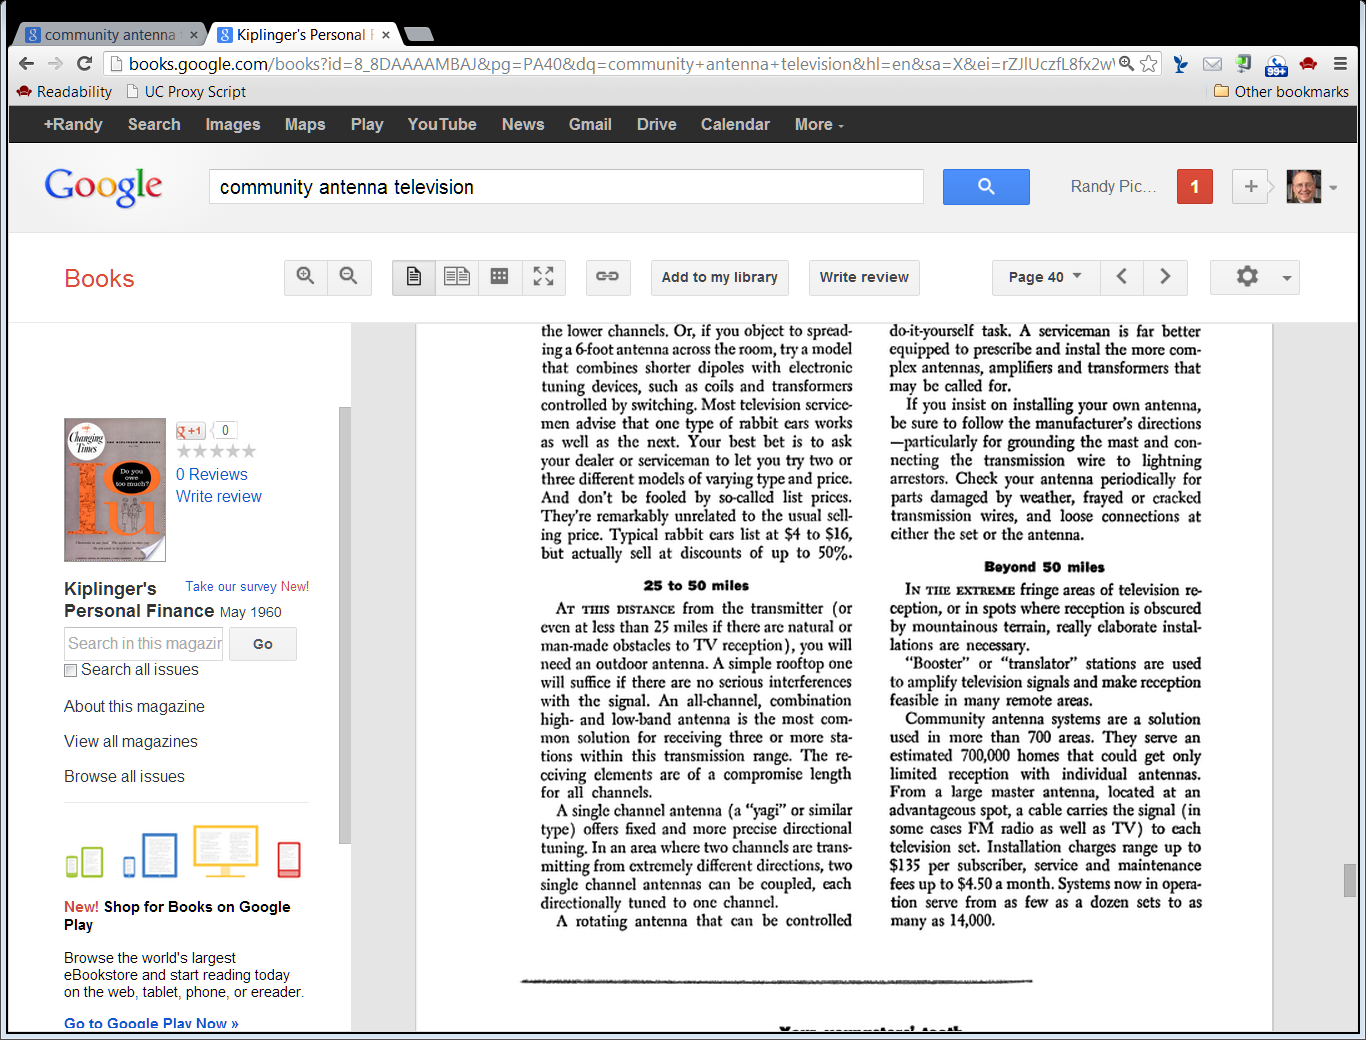 community antenna
Kiplinger's Personal
books.google.com/books?id=8_8DAAAAMBAJ&pg=PA40&dq=community+antenna+television&hl=en&sa=X&ei=rZJlUczfL8fx2w
99+
Readability
UC Proxy Script
Other bookmarks
+Randy Search Images Maps Play YouTube News Gmail Drive Calendar More
Google
community antenna television
Randy Pic...
1
Books
Add to my library
Write review
Page 40
Changing Times
THE KIPLINGER MAGAZINE
Do you
owe
too much?
g+1
0
0 Reviews
Write review
Kiplinger's
Personal Finance May 1960
Take our survey New!
Search in this magazin
Go
Search all issues
About this magazine
View all magazines
Browse all issues
New! Shop for Books on Google
Play
Browse the world's largest
eBookstore and start reading today
on the web, tablet, phone, or ereader.
Go to Google Play Now »
the lower channels. Or, if you object to spread-
ing a 6-foot antenna across the room, try a model
that combines shorter dipoles with electronic
tuning devices, such as coils and transformers
controlled by switching. Most television service-
men advise that one type of rabbit ears works
as well as the next. Your best bet is to ask
your dealer or serviceman to let you try two or
three different models of varying type and price.
And don't be fooled by so-called list prices.
They're remarkably unrelated to the usual sell-
ing price. Typical rabbit ears list at $4 to $16,
but actually sell at discounts of up to 50%.
25 to 50 miles
AT THIS DISTANCE from the transmitter (or
even at less than 25 miles if there are natural or
man-made obstacles to TV reception), you will
need an outdoor antenna. A simple rooftop one
will suffice if there are no serious interferences
with the signal. An all-channel, combination
high- and low-band antenna is the most com-
mon solution for receiving three or more sta-
tions within this transmission range. The re-
ceiving elements are of a compromise length
for all channels.
A single channel antenna (a "yagi" or similar
type) offers fixed and more precise directional
tuning. In an area where two channels are trans-
mitting from extremely different directions, two
single channel antennas can be coupled, each
directionally tuned to one channel.
A rotating antenna that can be controlled
do-it-yourself task. A serviceman is far better
equipped to prescribe and instal the more com-
plex antennas, amplifiers and transformers that
may be called for.
If you insist on installing your own antenna,
be sure to follow the manufacturer's directions
—particularly for grounding the mast and con-
necting the transmission wire to lightning
arrestors. Check your antenna periodically for
parts damaged by weather, frayed or cracked
transmission wires, and loose connections at
either the set or the antenna.
Beyond 50 miles
IN THE EXTREME fringe areas of television re-
ception, or in spots where reception is obscured
by mountainous terrain, really elaborate instal-
lations are necessary.
"Booster" or "translator" stations are used
to amplify television signals and make reception
feasible in many remote areas.
Community antenna systems are a solution
used in more than 700 areas. They serve an
estimated 700,000 homes that could get only
limited reception with individual antennas.
From a large master antenna, located at an
advantageous spot, a cable carries the signal (in
some cases FM radio as well as TV) to each
television set. Installation charges range up to
$135 per subscriber, service and maintenance
fees up to $4.50 a month. Systems now in opera-
tion serve from as few as a dozen sets to as
many as 14,000.
Your youngsters' teeth